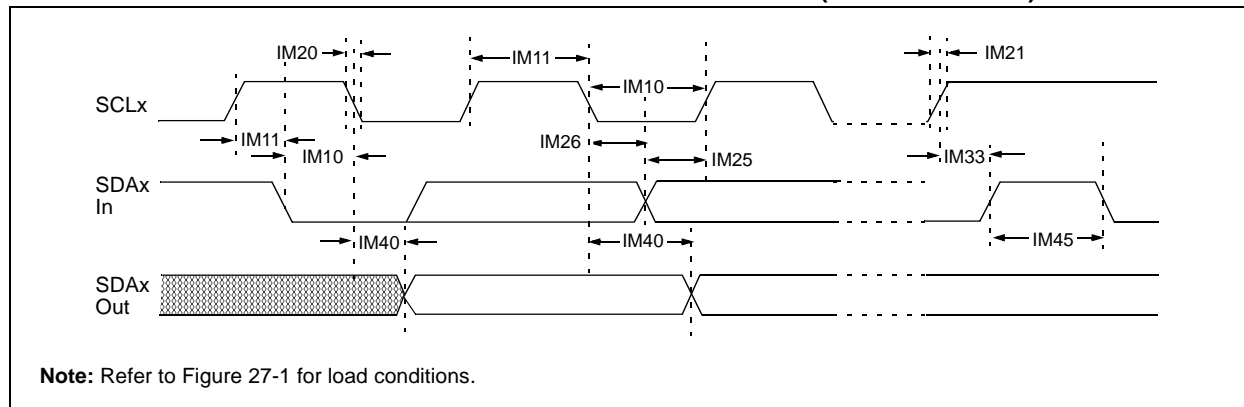 IM20
IM11
IM21
IM10
SCLx
IM11
IM26
IM10
IM25
IM33
SDAx
In
IM40
IM40
IM45
SDAx
Out
Note: Refer to Figure 27-1 for load conditions.